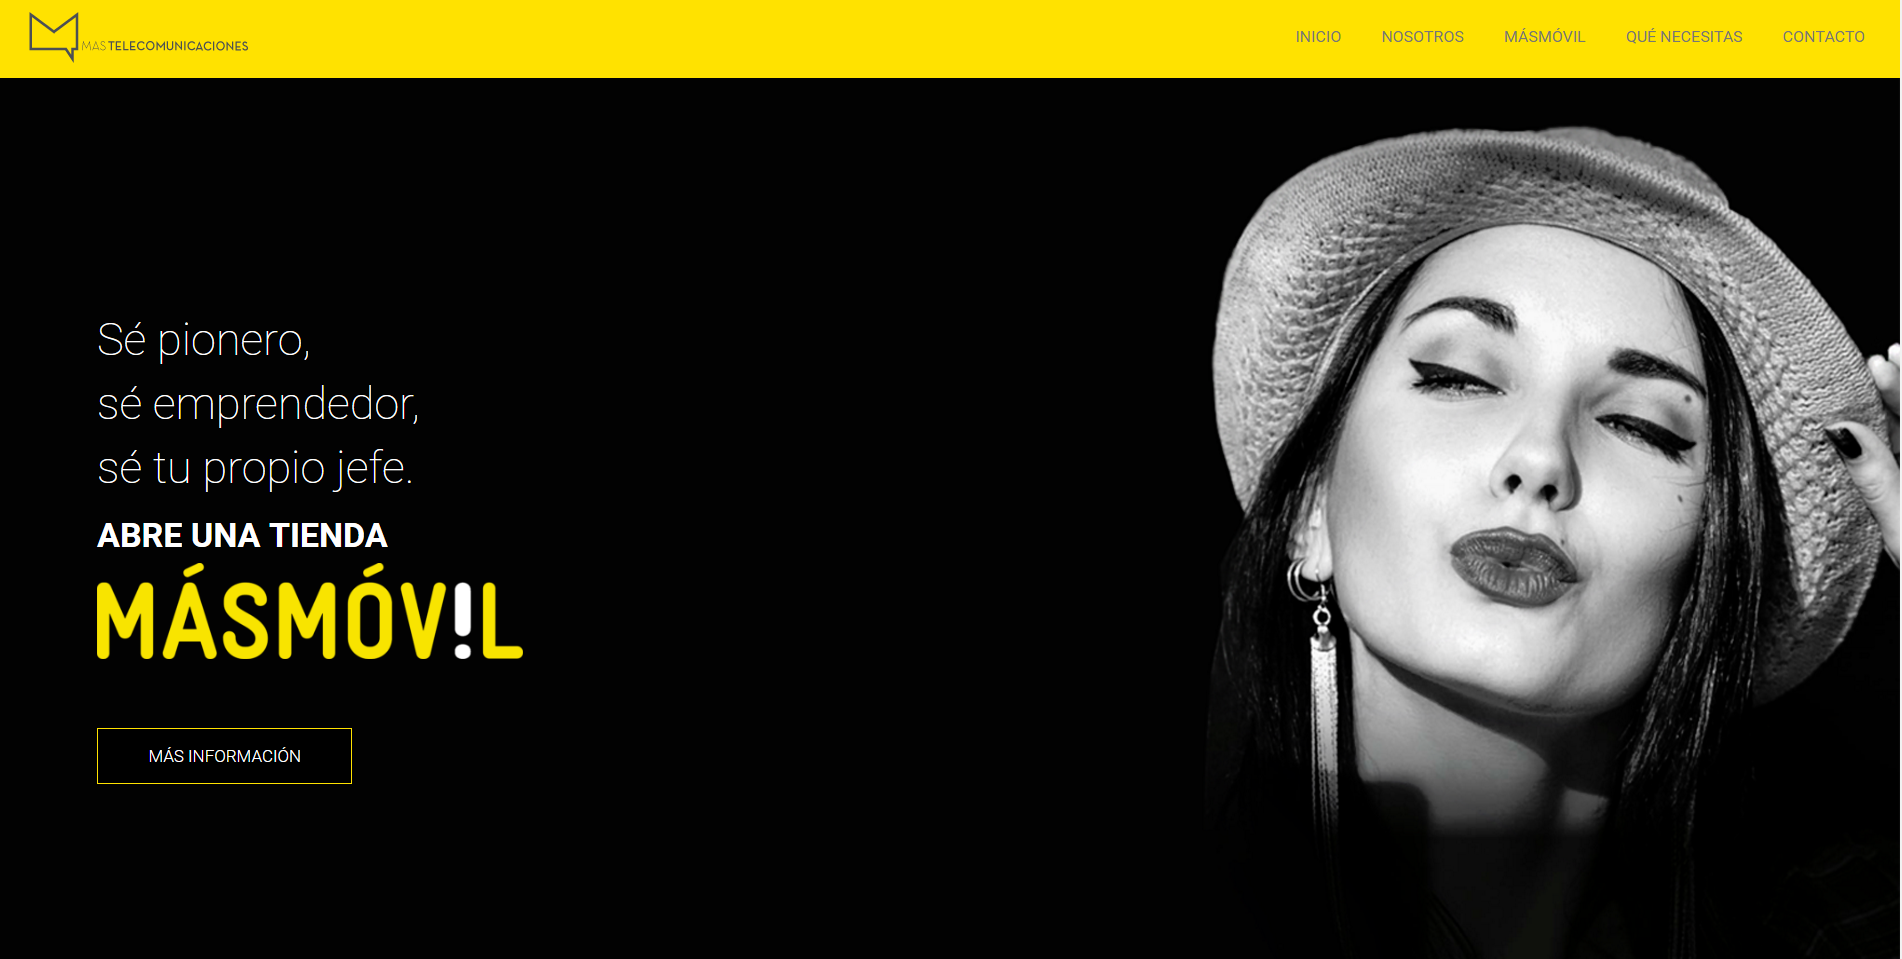 MAS TELECOMUNICACIONES
INICIO NOSOTROS MÁSMÓVIL QUÉ NECESITAS CONTACTO
Sé pionero,
sé emprendedor,
sé tu propio jefe.
ABRE UNA TIENDA
MÁSMÓV!L
MÁS INFORMACIÓN